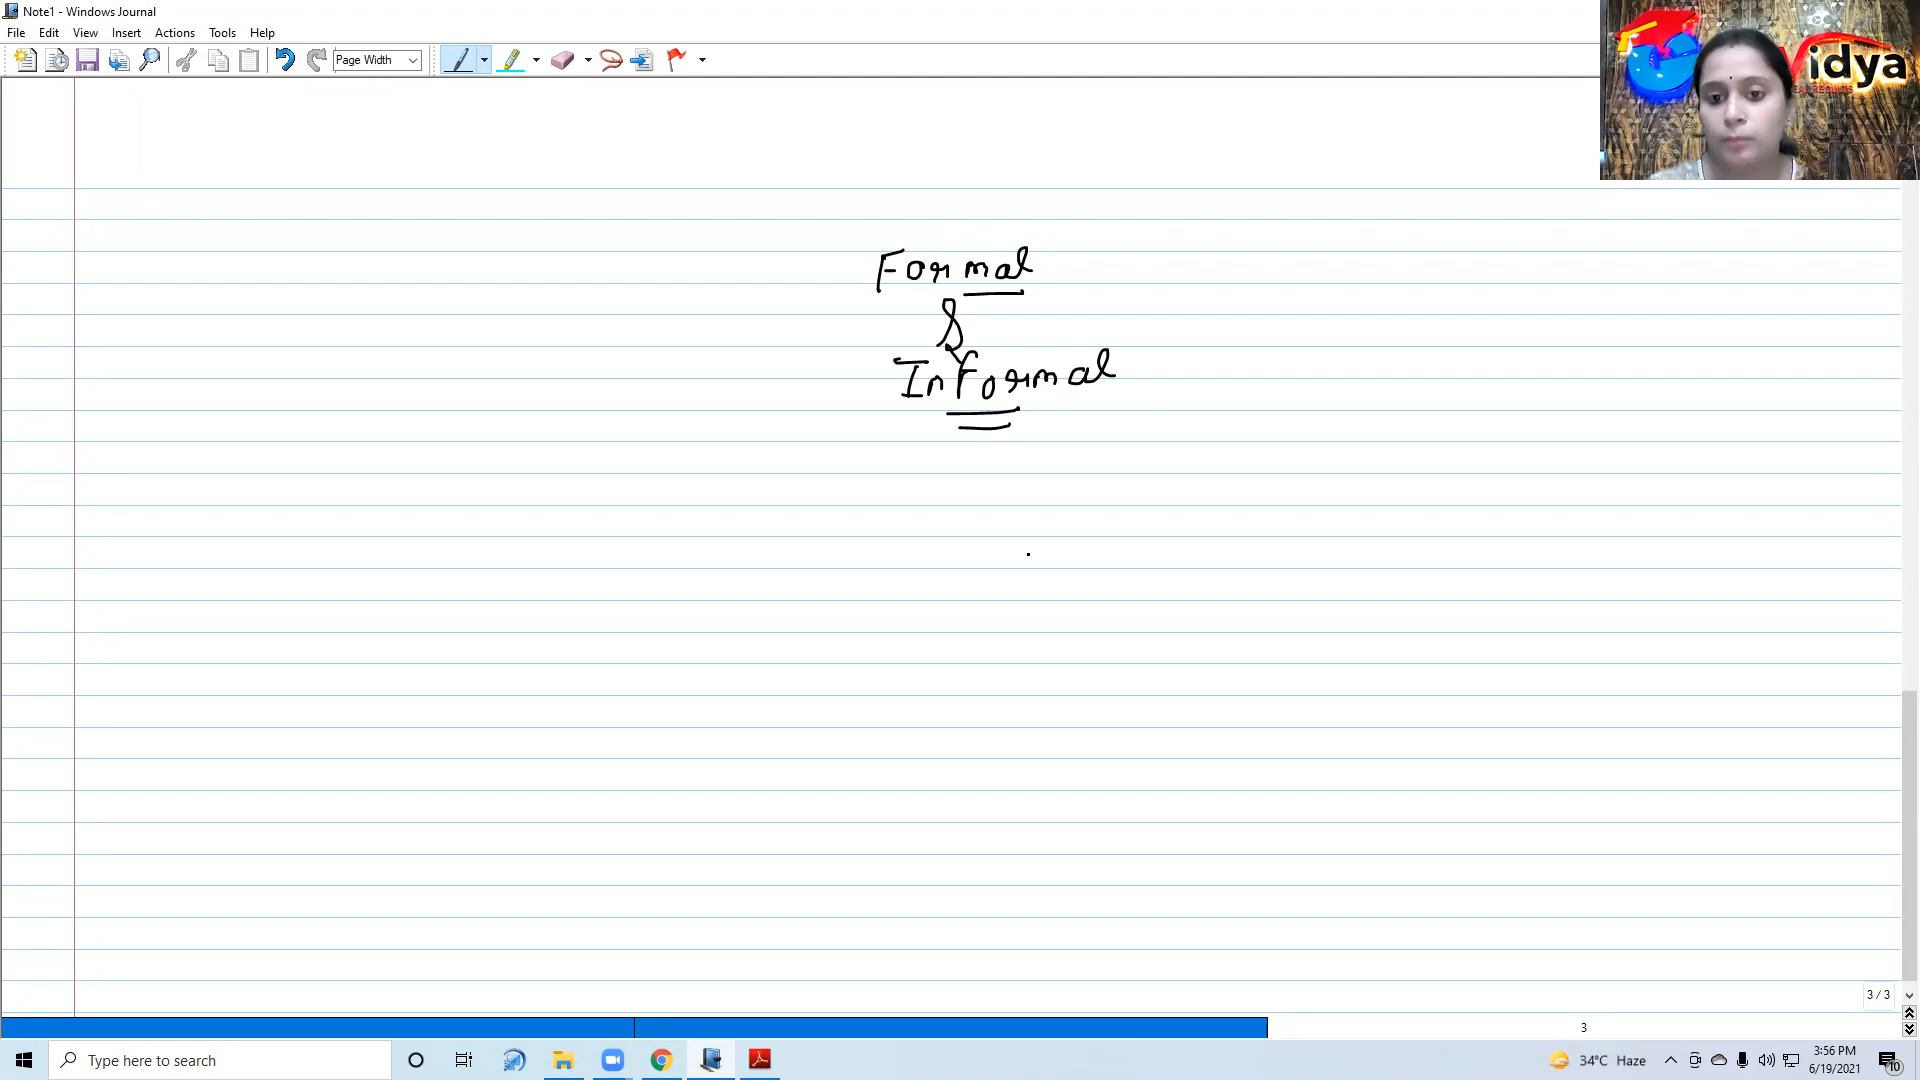 Note1 - Windows Journal
File Edit View Insert Actions Tools Help
Page Width
Vidya
Formal
&
Informal
3 / 3
3
Type here to search
34°C Haze
3:56 PM
6/19/2021
10